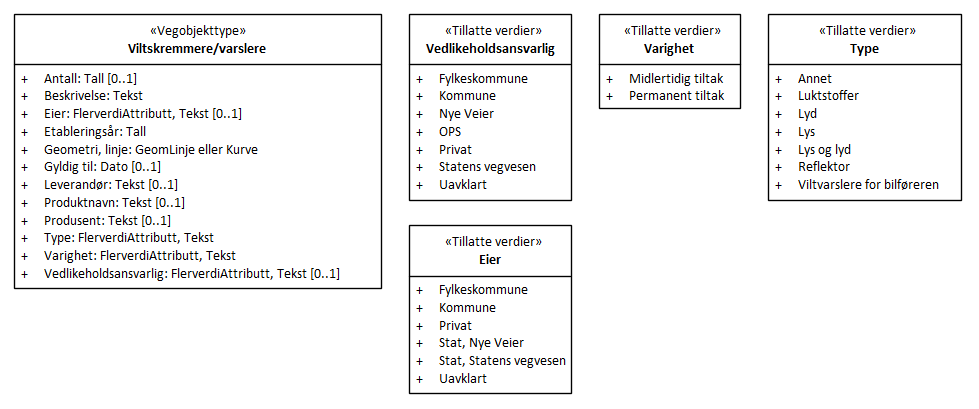 «Vegobjekttype»
Viltskremmere/varslere
+ Antall: Tall [0..1]
+ Beskrivelse: Tekst
+ Eier: FlerverdiAttributt, Tekst [0..1]
+ Etableringsår: Tall
+ Geometri, linje: GeomLinje eller Kurve
+ Gyldig til: Dato [0..1]
+ Leverandør: Tekst [0..1]
+ Produktnavn: Tekst [0..1]
+ Produsent: Tekst [0..1]
+ Type: FlerverdiAttributt, Tekst
+ Varighet: FlerverdiAttributt, Tekst
+ Vedlikeholdsansvarlig: FlerverdiAttributt, Tekst [0..1]
«Tillatte verdier»
Vedlikeholdsansvarlig
+ Fylkeskommune
+ Kommune
+ Nye Veier
+ OPS
+ Privat
+ Statens vegvesen
+ Uavklart
«Tillatte verdier»
Varighet
+ Midlertidig tiltak
+ Permanent tiltak
«Tillatte verdier»
Type
+ Annet
+ Luktstoffer
+ Lyd
+ Lys
+ Lys og lyd
+ Reflektor
+ Viltvarslere for bilføreren
«Tillatte verdier»
Eier
+ Fylkeskommune
+ Kommune
+ Privat
+ Stat, Nye Veier
+ Stat, Statens vegvesen
+ Uavklart